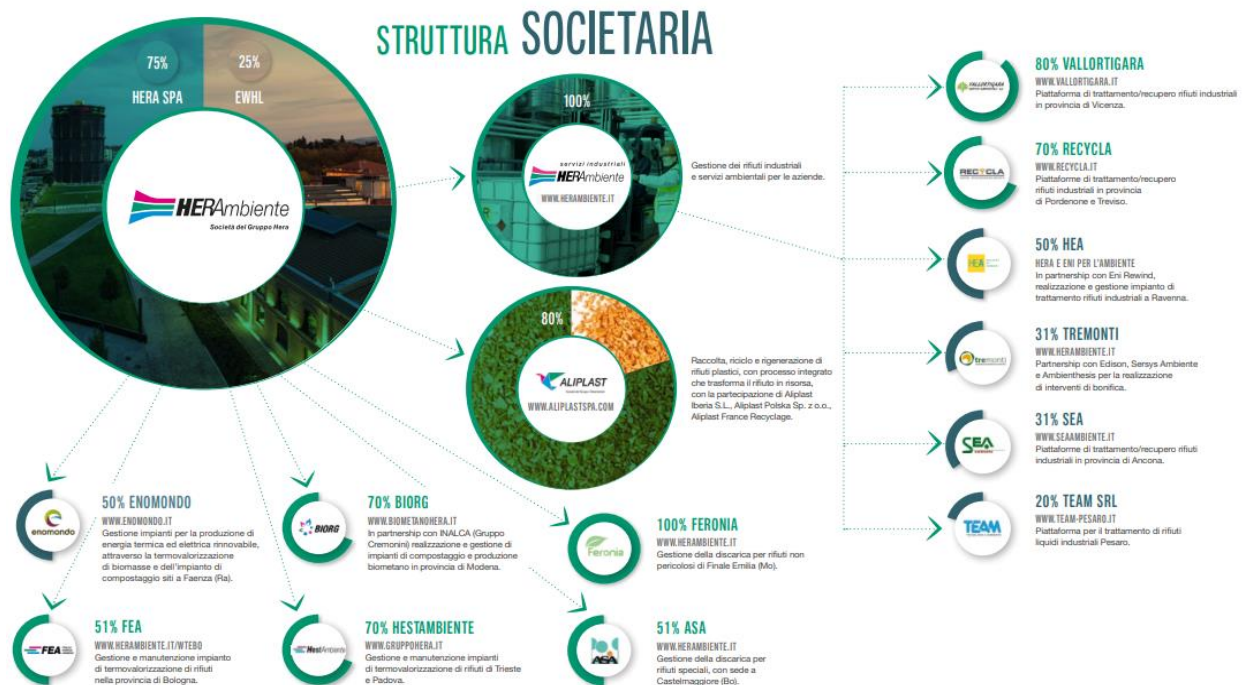 STRUTTURA SOCIETARIA
75%
HERA SPA
25%
EWHL
HERAmbiente
Società del Gruppo Hera
100%
servizi industriali
HERAmbiente
WWW.HERAMBIENTE.IT
Gestione dei rifiuti industriali
e servizi ambientali per le aziende.
80%
ALIPLAST
WWW.ALIPLASTSPA.COM
Raccolta, riciclo e rigenerazione di
rifiuti plastici, con processo integrato
che trasforma il rifiuto in risorsa,
con la partecipazione di Aliplast
Iberia S.L., Aliplast Polska Sp. z o.o.,
Aliplast France Recyclage.
VALLORTIGARA
80% VALLORTIGARA
WWW.VALLORTIGARA.IT
Piattaforma di trattamento/recupero rifiuti industriali
in provincia di Vicenza.
RECYCLA
70% RECYCLA
WWW.RECYCLA.IT
Piattaforme di trattamento/recupero
rifiuti industriali in provincia
di Pordenone e Treviso.
HEA
50% HEA
HERA E ENI PER L'AMBIENTE
In partnership con Eni Rewind,
realizzazione e gestione impianto di
trattamento rifiuti industriali a Ravenna.
tremonti
31% TREMONTI
WWW.HERAMBIENTE.IT
Partnership con Edison, Sersys Ambiente
e Ambienthesis per la realizzazione
di interventi di bonifica.
SEA
31% SEA
WWW.SEAAMBIENTE.IT
Piattaforme di trattamento/recupero rifiuti
industriali in provincia di Ancona.
TEAM
20% TEAM SRL
WWW.TEAM-PESARO.IT
Piattaforma per il trattamento di rifiuti
liquidi industriali Pesaro.
enomondo
50% ENOMONDO
WWW.ENOMONDO.IT
Gestione impianti per la produzione di
energia termica ed elettrica rinnovabile,
attraverso la termovalorizzazione
di biomasse e dell'impianto di
compostaggio siti a Faenza (Ra).
BIORG
70% BIORG
WWW.BIOMETANOHERA.IT
In partnership con INALCA (Gruppo
Cremonini) realizzazione e gestione di
impianti di compostaggio e produzione
biometano in provincia di Modena.
Feronia
100% FERONIA
WWW.HERAMBIENTE.IT
Gestione della discarica per rifiuti non
pericolosi di Finale Emilia (Mo).
FEA
51% FEA
WWW.HERAMBIENTE.IT/WTEBO
Gestione e manutenzione impianto
di termovalorizzazione di rifiuti
nella provincia di Bologna.
HestAmbiente
70% HESTAMBIENTE
WWW.GRUPPOHERA.IT
Gestione e manutenzione impianti
di termovalorizzazione di rifiuti di Trieste
e Padova.
ASA
51% ASA
WWW.HERAMBIENTE.IT
Gestione della discarica per
rifiuti speciali, con sede a
Castelmaggiore (Bo).